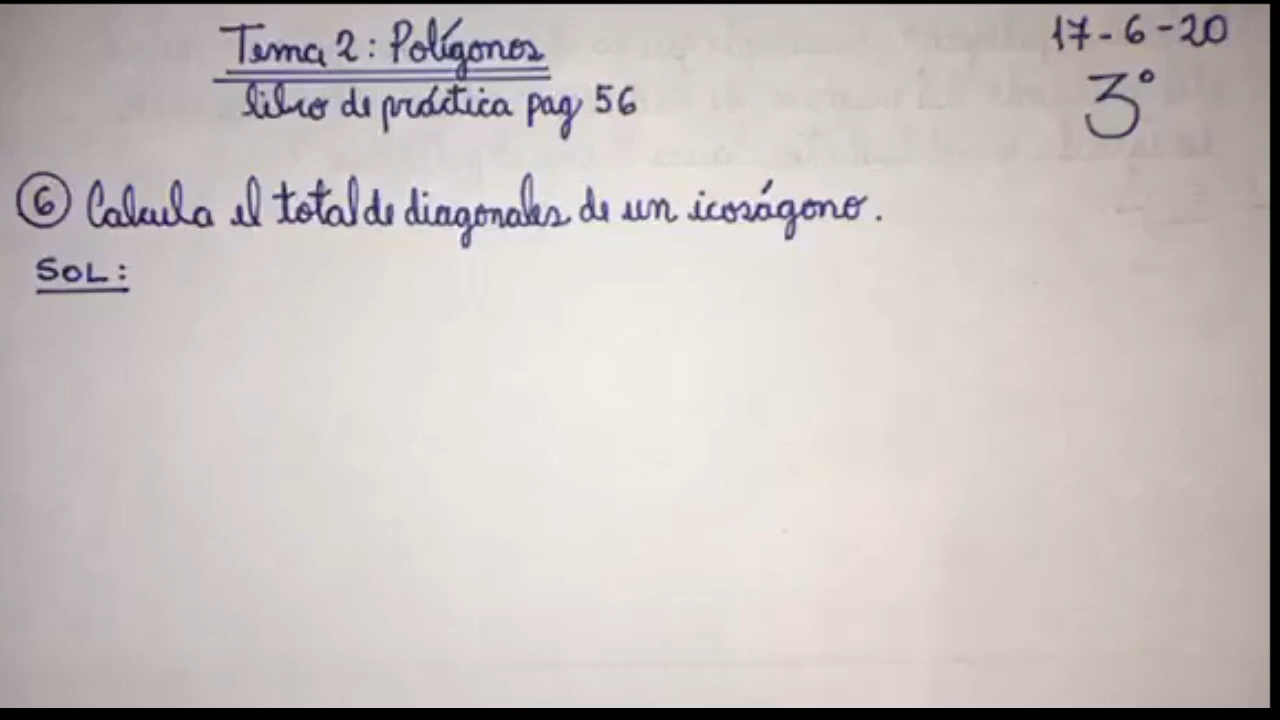 Tema 2: Polígonos
17-6-20
libro de práctica pag 56
3°
6 Calcula el total de diagonales de un icoságono.
SOL: